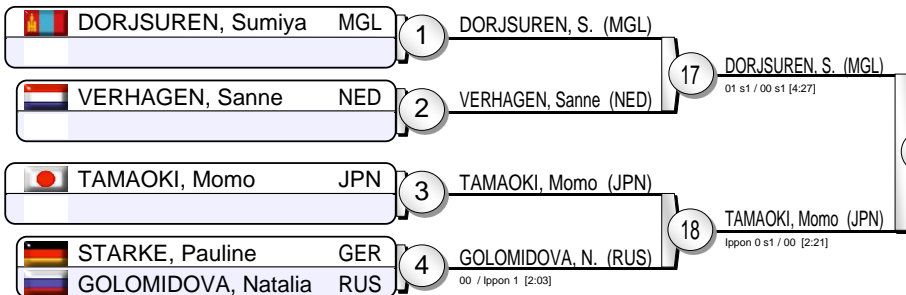 DORJSUREN, Sumiya MGL
1
DORJSUREN, S. (MGL)
17
DORJSUREN, S. (MGL)
01 s1 / 00 s1 [4:27]
VERHAGEN, Sanne NED
2
VERHAGEN, Sanne (NED)
TAMAOKI, Momo JPN
3
TAMAOKI, Momo (JPN)
18
TAMAOKI, Momo (JPN)
Ippon 0 s1 / 00 [2:21]
STARKE, Pauline GER
4
GOLOMIDOVA, N. (RUS)
00 / Ippon 1 [2:03]
GOLOMIDOVA, Natalia RUS